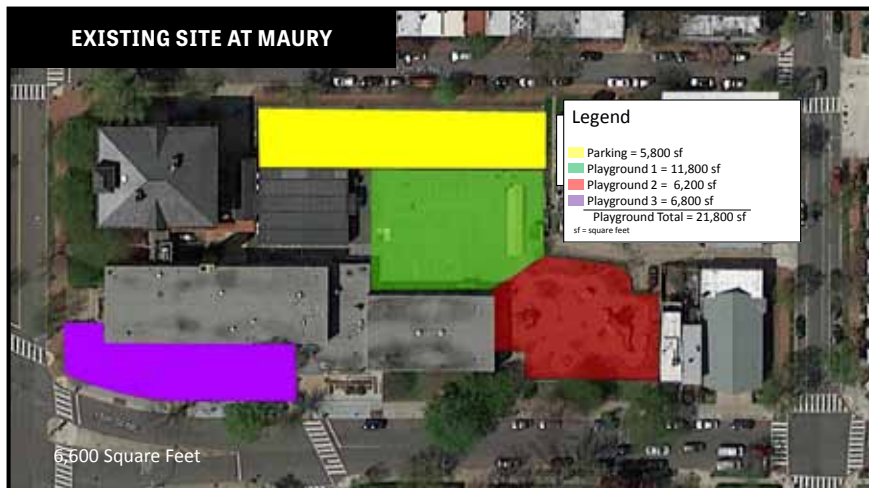 EXISTING SITE AT MAURY
Legend
Parking = 5,800 sf
Playground 1 = 11,800 sf
Playground 2 = 6,200 sf
Playground 3 = 6,800 sf
Playground Total = 21,800 sf
sf = square feet
6,600 Square Feet